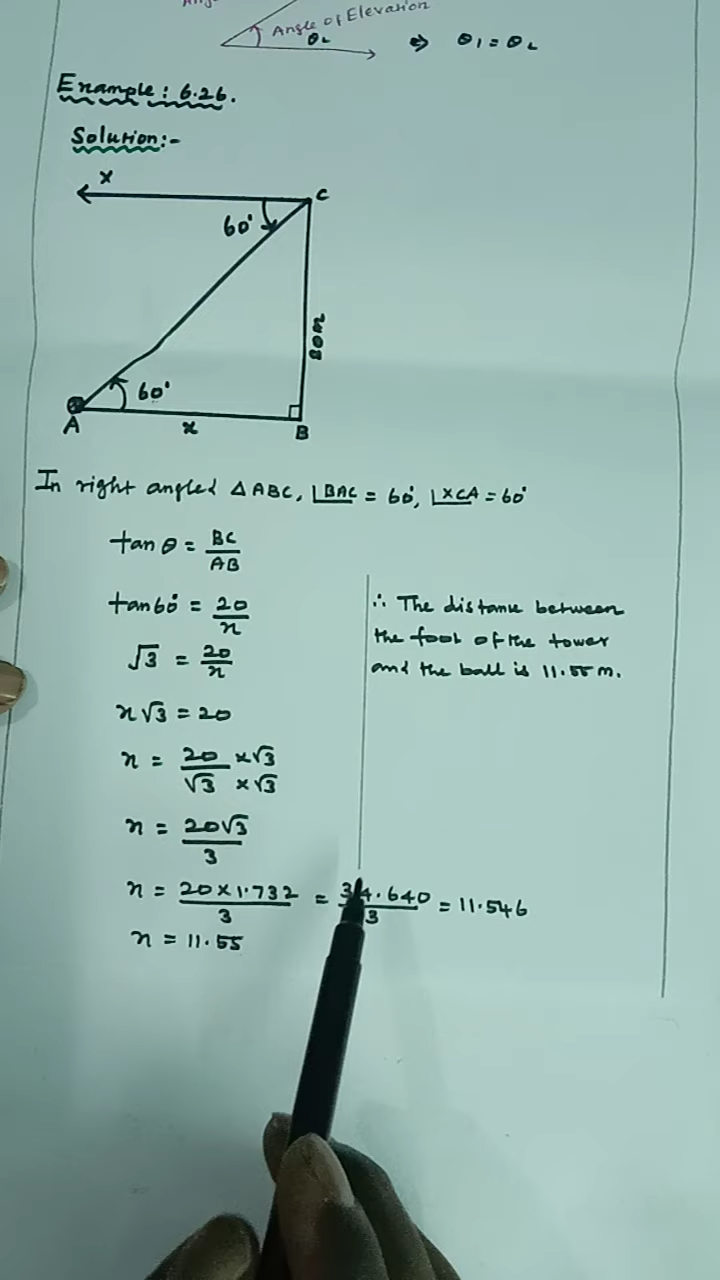 Angle of Elevation
θ₂ ⇒ θ1 = θ2
Example: 6.26.
Solution:-
x C
60°
20m
60°
A x B
In right angled ΔABC, ∠BAC = 60°, ∠XCA = 60°
tan θ = BC/AB
tan 60° = 20/x
√3 = 20/x
x√3 = 20
x = 20/√3 × √3/√3
x = 20√3/3
x = 20×1.732/3 = 34.640/3 = 11.546
x = 11.55
∴ The distance between
the foot of the tower
and the ball is 11.55 m.